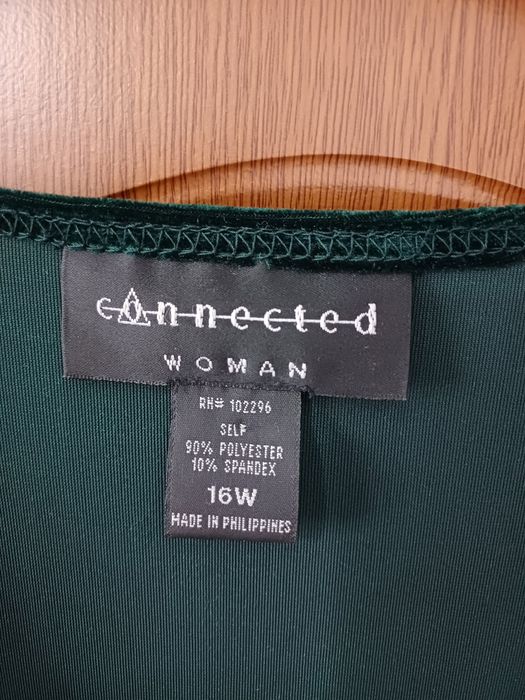 connected
WOMAN
RN# 102296
SELF
90% POLYESTER
10% SPANDEX
16W
MADE IN PHILIPPINES